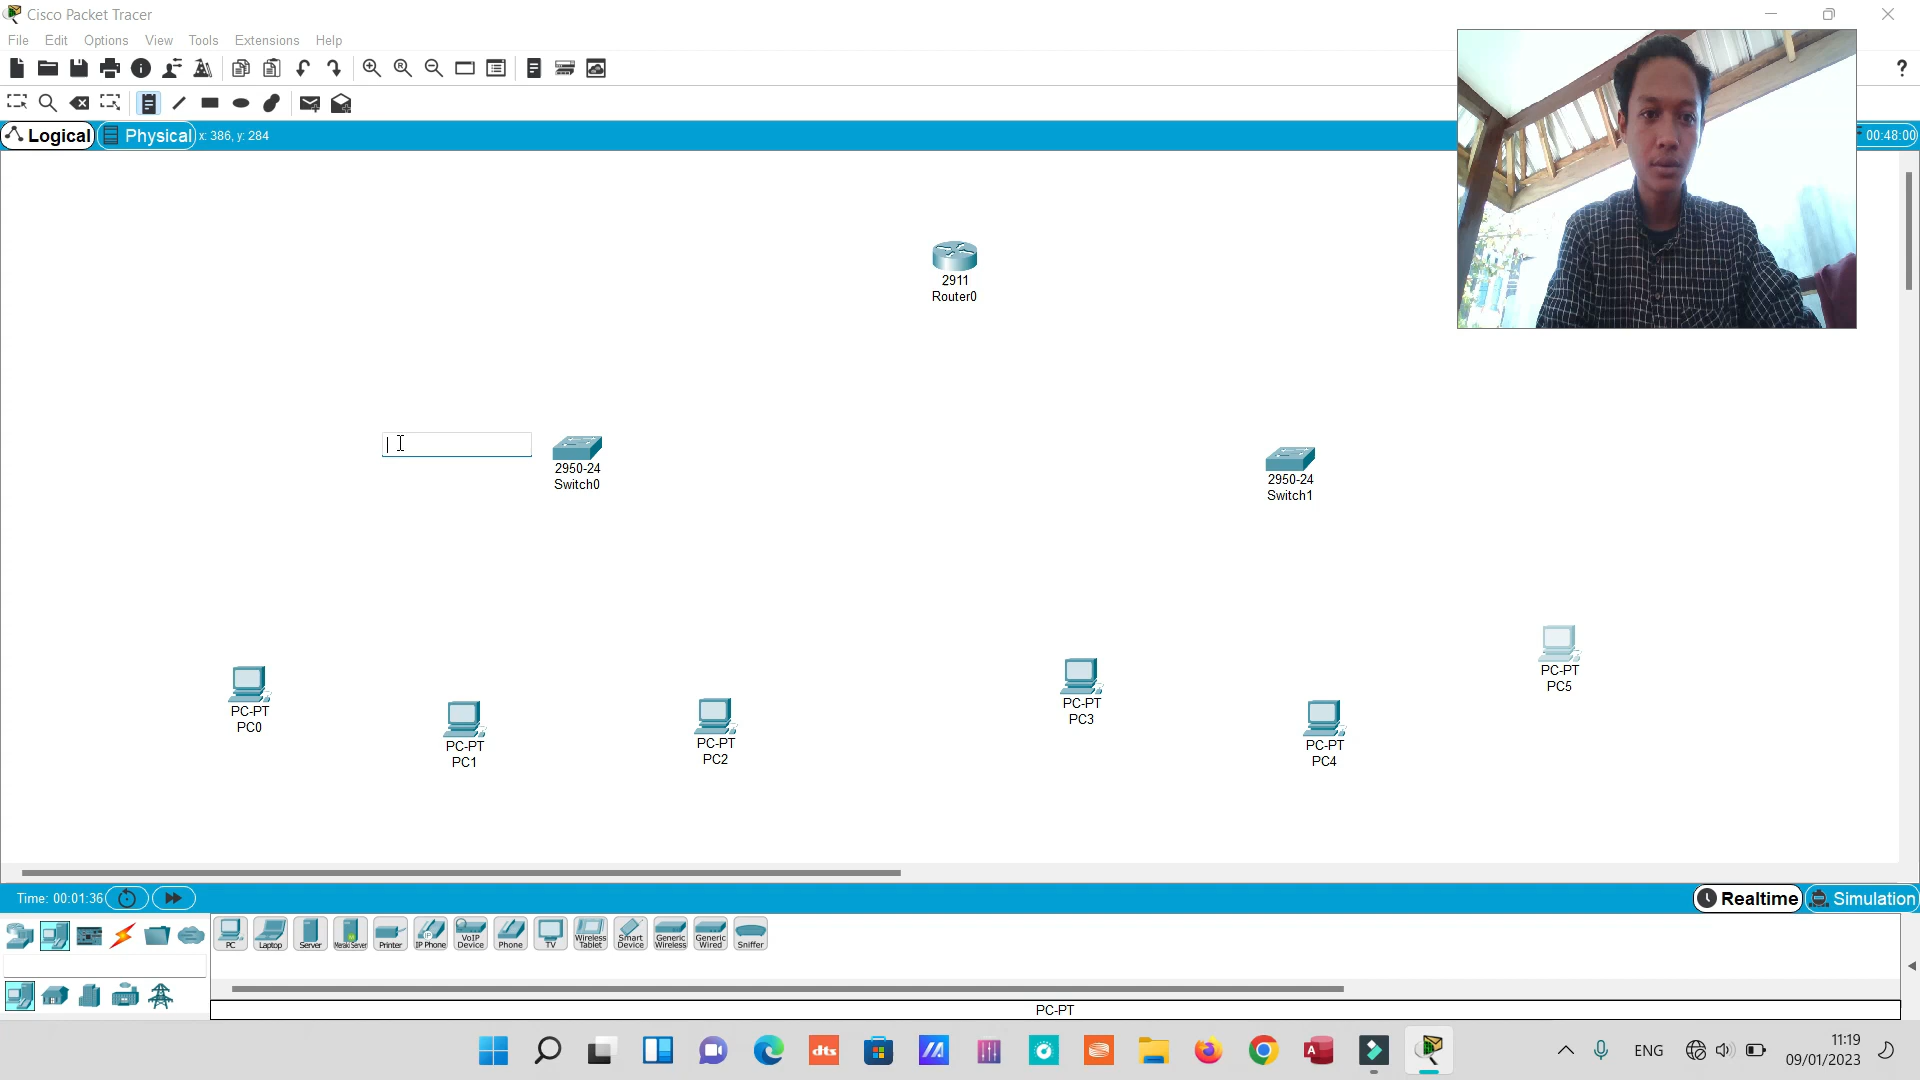 Cisco Packet Tracer
File Edit Options View Tools Extensions Help
?
Logical Physical x: 386, y: 284
00:48:00
2911
Router0
2950-24
Switch0
2950-24
Switch1
PC-PT
PC0
PC-PT
PC1
PC-PT
PC2
PC-PT
PC3
PC-PT
PC4
PC-PT
PC5
Time: 00:01:36
Realtime Simulation
PC Laptop Server Meraki Server Printer IP Phone VoIP Device Phone TV Wireless Tablet Smart Device Generic Wireless Generic Wired Sniffer
PC-PT
dts
A
ENG
11:19
09/01/2023